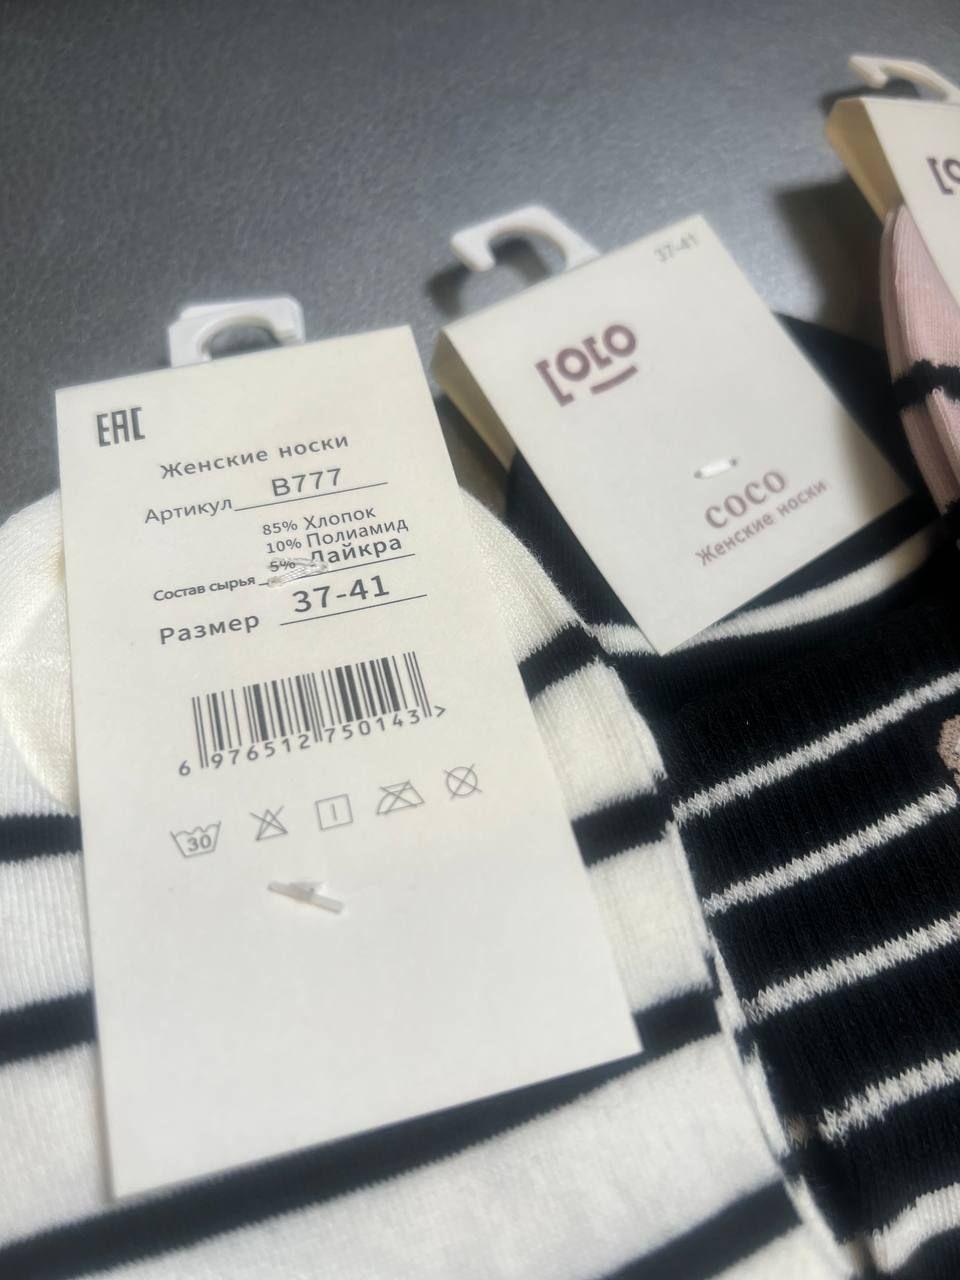 EAC
Женские носки
Артикул B777
85% Хлопок
10% Полиамид
5% Лайкра
Состав сырья
Размер 37-41
6 976512 750143 >
30
37-41
COCO
COCO
Женские носки